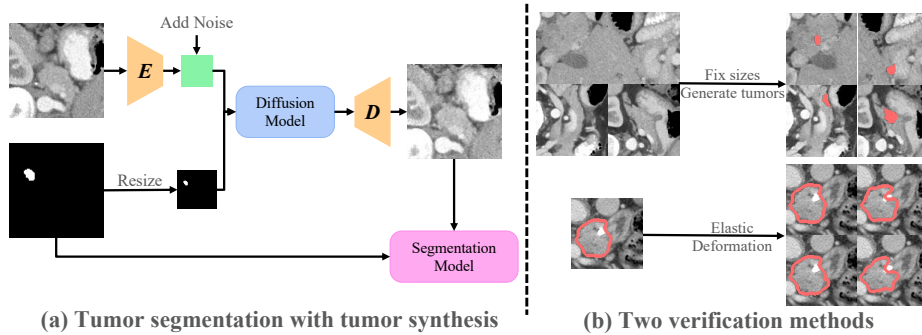 Add Noise
E
Diffusion
Model
D
Resize
Segmentation
Model
(a) Tumor segmentation with tumor synthesis
Fix sizes
Generate tumors
Elastic
Deformation
(b) Two verification methods